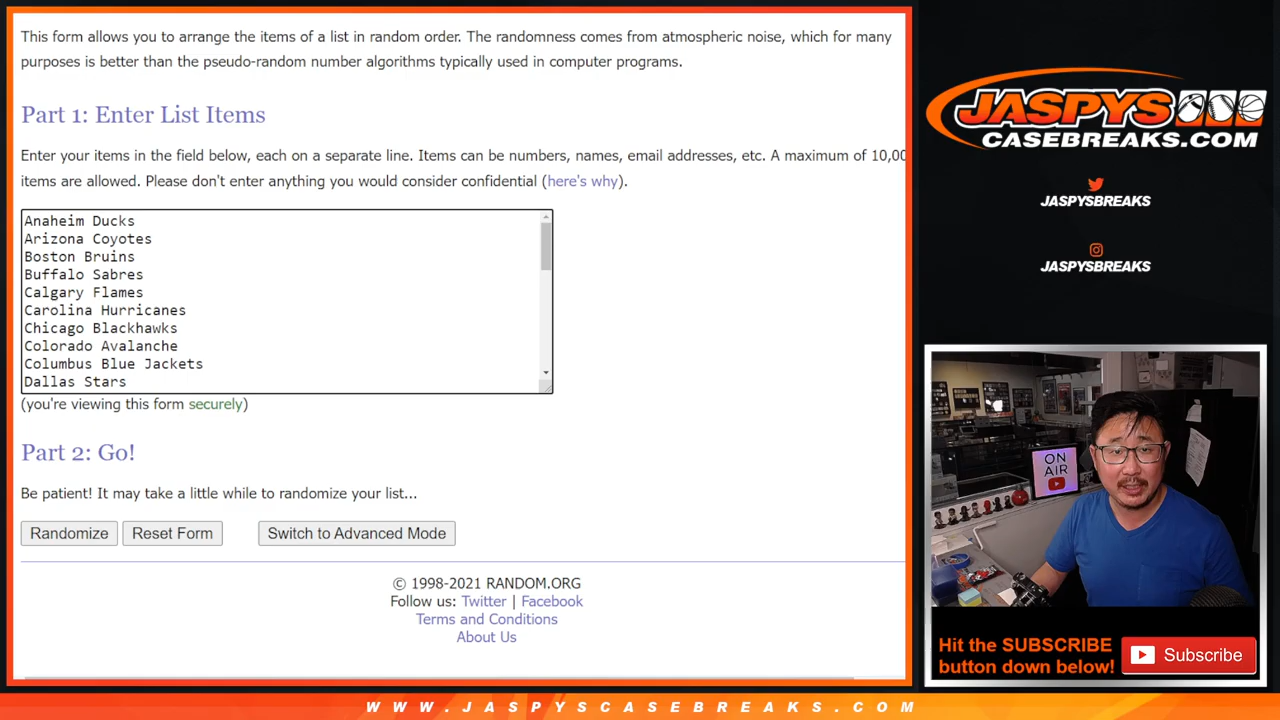 This form allows you to arrange the items of a list in random order. The randomness comes from atmospheric noise, which for many
purposes is better than the pseudo-random number algorithms typically used in computer programs.
Part 1: Enter List Items
Enter your items in the field below, each on a separate line. Items can be numbers, names, email addresses, etc. A maximum of 10,00
items are allowed. Please don't enter anything you would consider confidential (here's why).
Anaheim Ducks
Arizona Coyotes
Boston Bruins
Buffalo Sabres
Calgary Flames
Carolina Hurricanes
Chicago Blackhawks
Colorado Avalanche
Columbus Blue Jackets
Dallas Stars
(you're viewing this form securely)
Part 2: Go!
Be patient! It may take a little while to randomize your list...
Randomize Reset Form Switch to Advanced Mode
© 1998-2021 RANDOM.ORG
Follow us: Twitter | Facebook
Terms and Conditions
About Us
JASPYS
CASEBREAKS.COM
JASPYSBREAKS
JASPYSBREAKS
ON
AIR
Hit the SUBSCRIBE
button down below!
Subscribe
WWW.JASPYSCASEBREAKS.COM